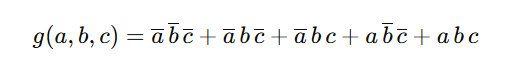 g(a, b, c) = a̅ b̅ c̅ + a̅ b c̅ + a̅ b c + a b̅ c̅ + a b c